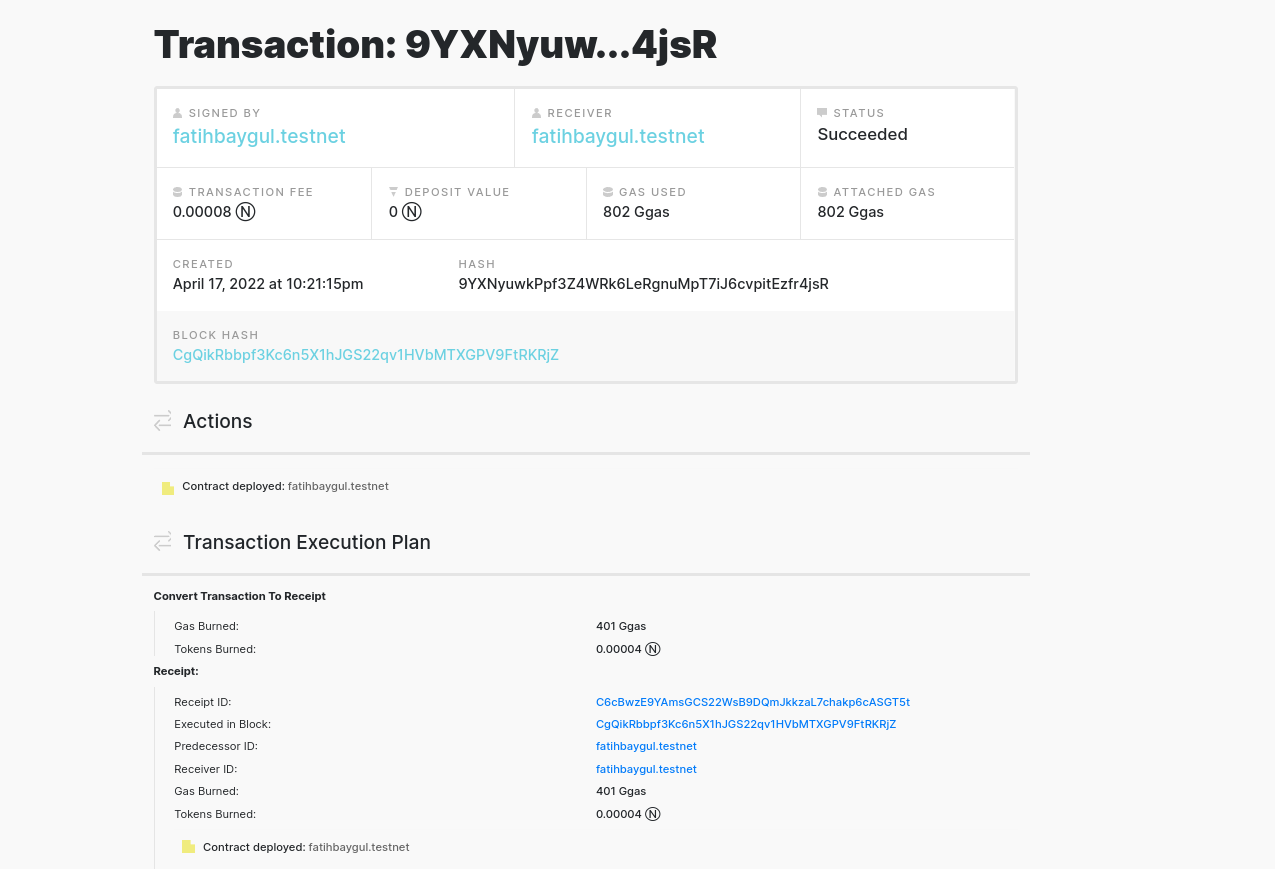 Transaction: 9YXNyuw...4jsR
SIGNED BY
fatihbaygul.testnet
RECEIVER
fatihbaygul.testnet
STATUS
Succeeded
TRANSACTION FEE
0.00008 Ⓝ
DEPOSIT VALUE
0 Ⓝ
GAS USED
802 Ggas
ATTACHED GAS
802 Ggas
CREATED
April 17, 2022 at 10:21:15pm
HASH
9YXNyuwkPpf3Z4WRk6LeRgnuMpT7iJ6cvpitEzfr4jsR
BLOCK HASH
CgQikRbbpf3Kc6n5X1hJGS22qv1HVbMTXGPV9FtRKRjZ
Actions
Contract deployed: fatihbaygul.testnet
Transaction Execution Plan
Convert Transaction To Receipt
Gas Burned: 401 Ggas
Tokens Burned: 0.00004 Ⓝ
Receipt:
Receipt ID: C6cBwzE9YAmsGCS22WsB9DQmJkkzaL7chakp6cASGT5t
Executed in Block: CgQikRbbpf3Kc6n5X1hJGS22qv1HVbMTXGPV9FtRKRjZ
Predecessor ID: fatihbaygul.testnet
Receiver ID: fatihbaygul.testnet
Gas Burned: 401 Ggas
Tokens Burned: 0.00004 Ⓝ
Contract deployed: fatihbaygul.testnet